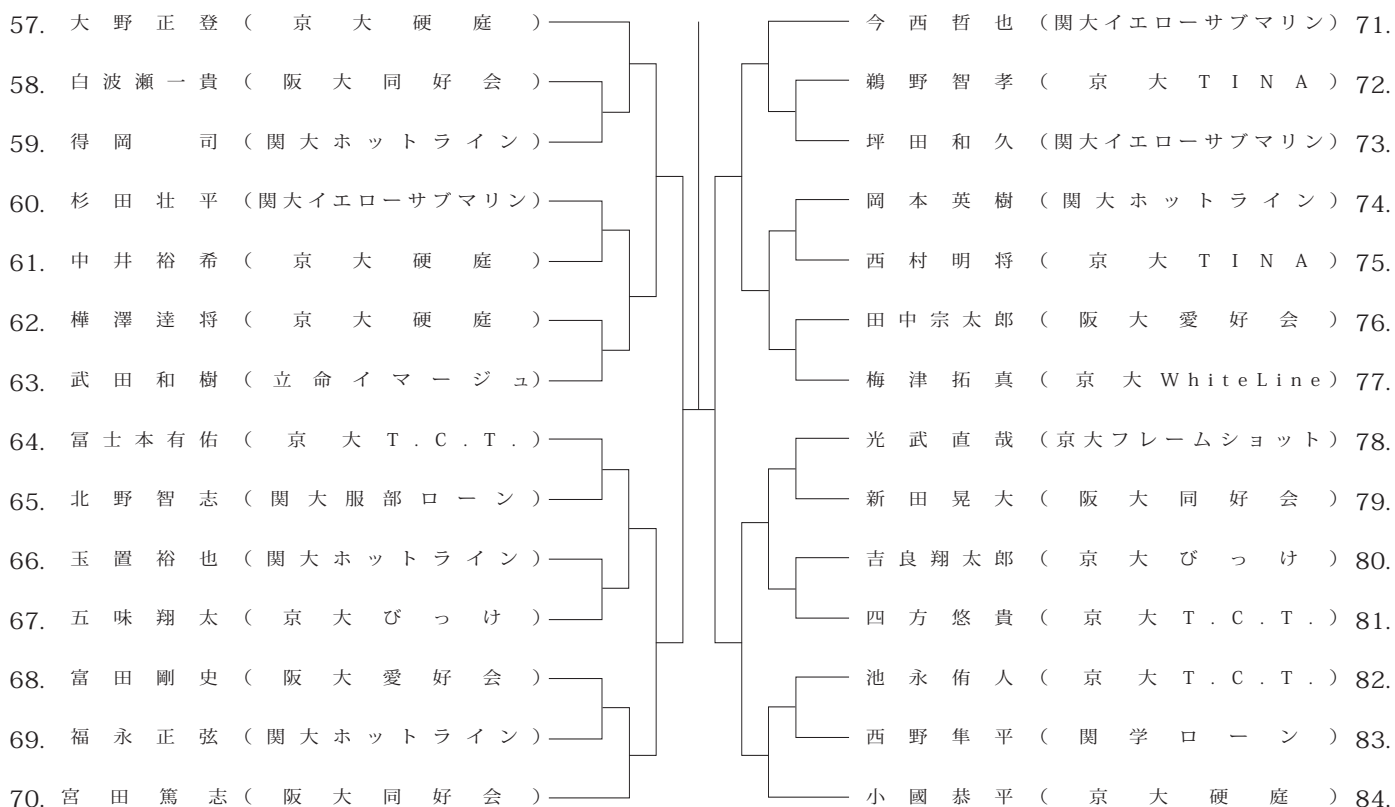 57. 大野正登（京大硬庭）
58. 白波瀬一貴（阪大同好会）
59. 得岡 司（関大ホットライン）
60. 杉田壮平（関大イエローサブマリン）
61. 中井裕希（京大硬庭）
62. 樺澤達将（京大硬庭）
63. 武田和樹（立命イマージュ）
64. 冨士本有佑（京大T.C.T.）
65. 北野智志（関大服部ローン）
66. 玉置裕也（関大ホットライン）
67. 五味翔太（京大びっけ）
68. 富田剛史（阪大愛好会）
69. 福永正弦（関大ホットライン）
70. 宮田篤志（阪大同好会）
今西哲也（関大イエローサブマリン）71.
鵜野智孝（京大TINA）72.
坪田和久（関大イエローサブマリン）73.
岡本英樹（関大ホットライン）74.
西村明将（京大TINA）75.
田中宗太郎（阪大愛好会）76.
梅津拓真（京大WhiteLine）77.
光武直哉（京大フレームショット）78.
新田晃大（阪大同好会）79.
吉良翔太郎（京大びっけ）80.
四方悠貴（京大T.C.T.）81.
池永侑人（京大T.C.T.）82.
西野隼平（関学ローン）83.
小國恭平（京大硬庭）84.